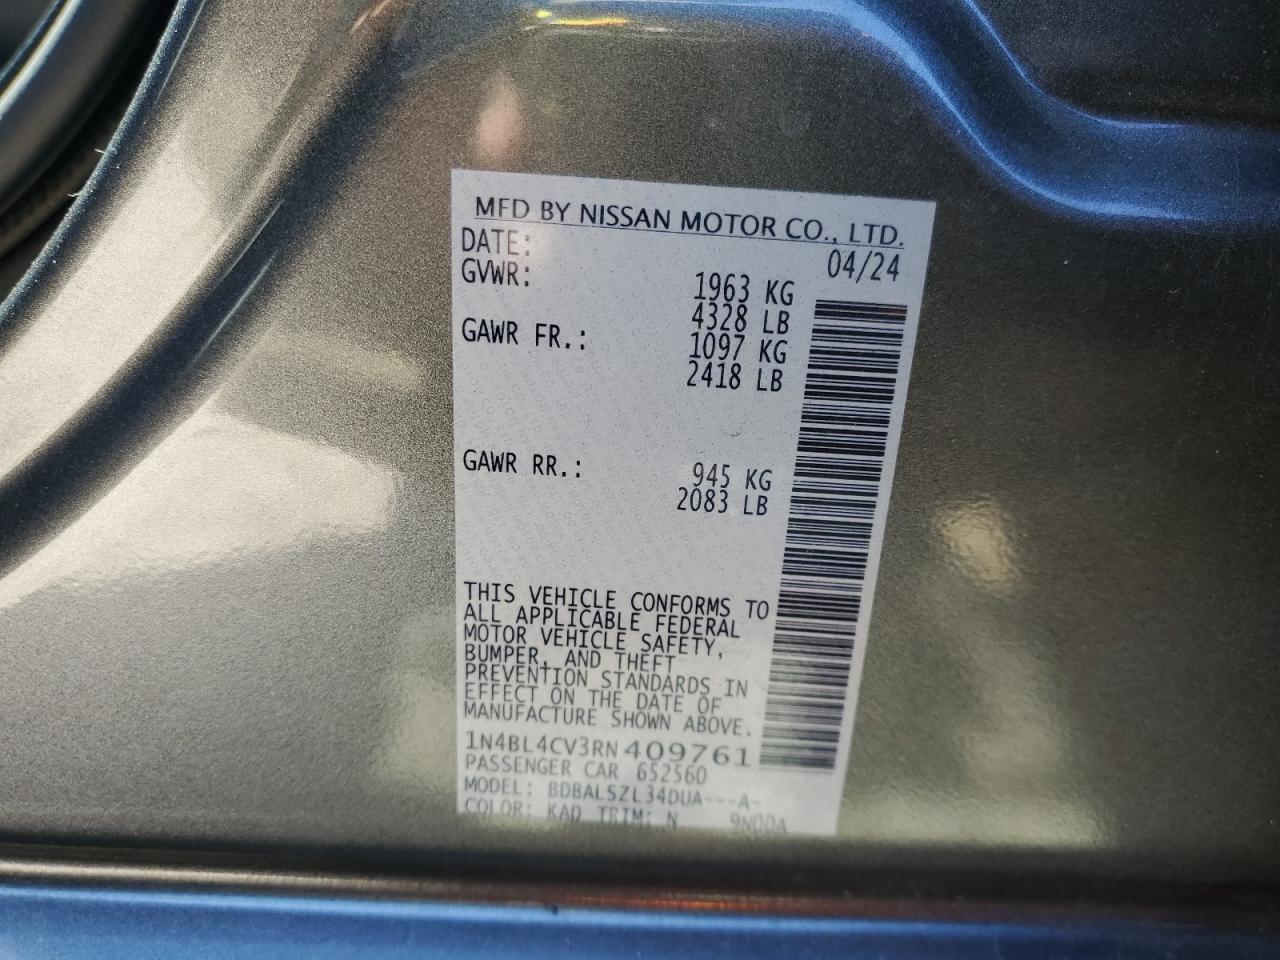 MFD BY NISSAN MOTOR CO., LTD.
DATE: 04/24
GVWR: 1963 KG
4328 LB
GAWR FR.: 1097 KG
2418 LB
GAWR RR.: 945 KG
2083 LB
THIS VEHICLE CONFORMS TO
ALL APPLICABLE FEDERAL
MOTOR VEHICLE SAFETY,
BUMPER, AND THEFT
PREVENTION STANDARDS IN
EFFECT ON THE DATE OF
MANUFACTURE SHOWN ABOVE.
1N4BL4CV3RN409761
PASSENGER CAR 652560
MODEL: BDBALSZL34DUA---A-
COLOR: KAD TRIM: N